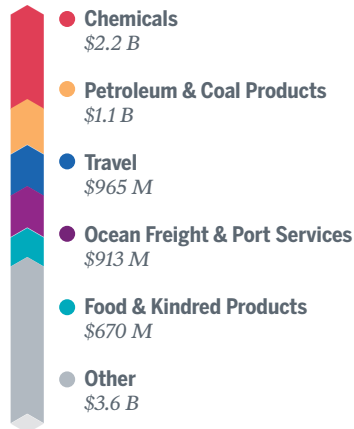 Chemicals
$2.2 B
Petroleum & Coal Products
$1.1 B
Travel
$965 M
Ocean Freight & Port Services
$913 M
Food & Kindred Products
$670 M
Other
$3.6 B